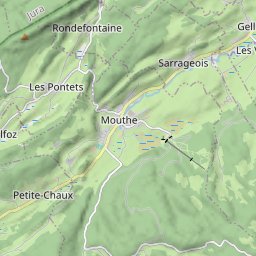 Jura
Rondefontaine
Gell
Les V
Sarrageois
Les Pontets
Mouthe
lfoz
Petite-Chaux